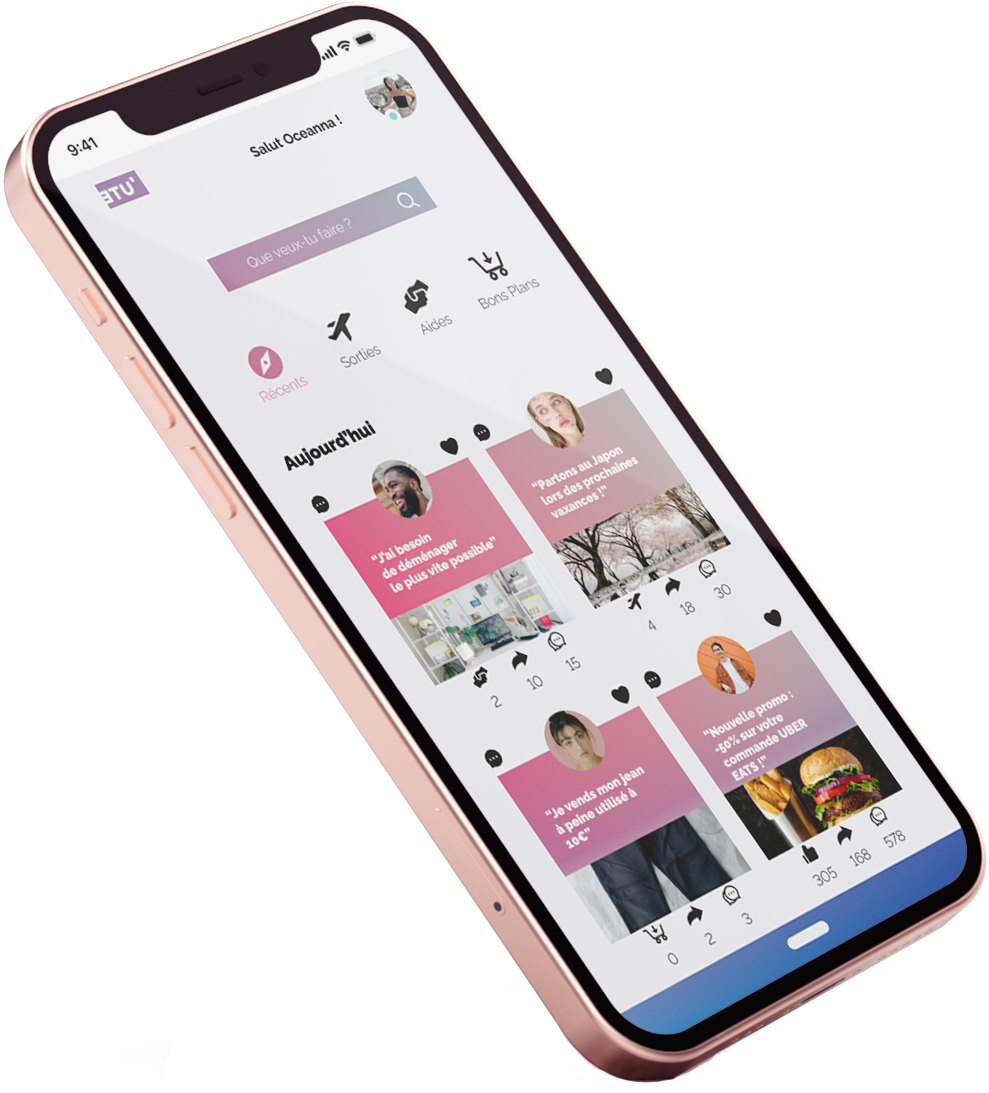 9:41
Salut Oceanna !
ETU'
Que veux-tu faire ?
Récents
Sorties
Aides
Bons Plans
Aujourd'hui
“J'ai besoin
de déménager
le plus vite possible”
2
10
15
“Partons au Japon
lors des prochaines
vaxances !”
4
18
30
“Je vends mon jean
à peine utilisé à
10€”
0
2
3
“Nouvelle promo :
-50% sur votre
commande UBER
EATS !”
305
168
578